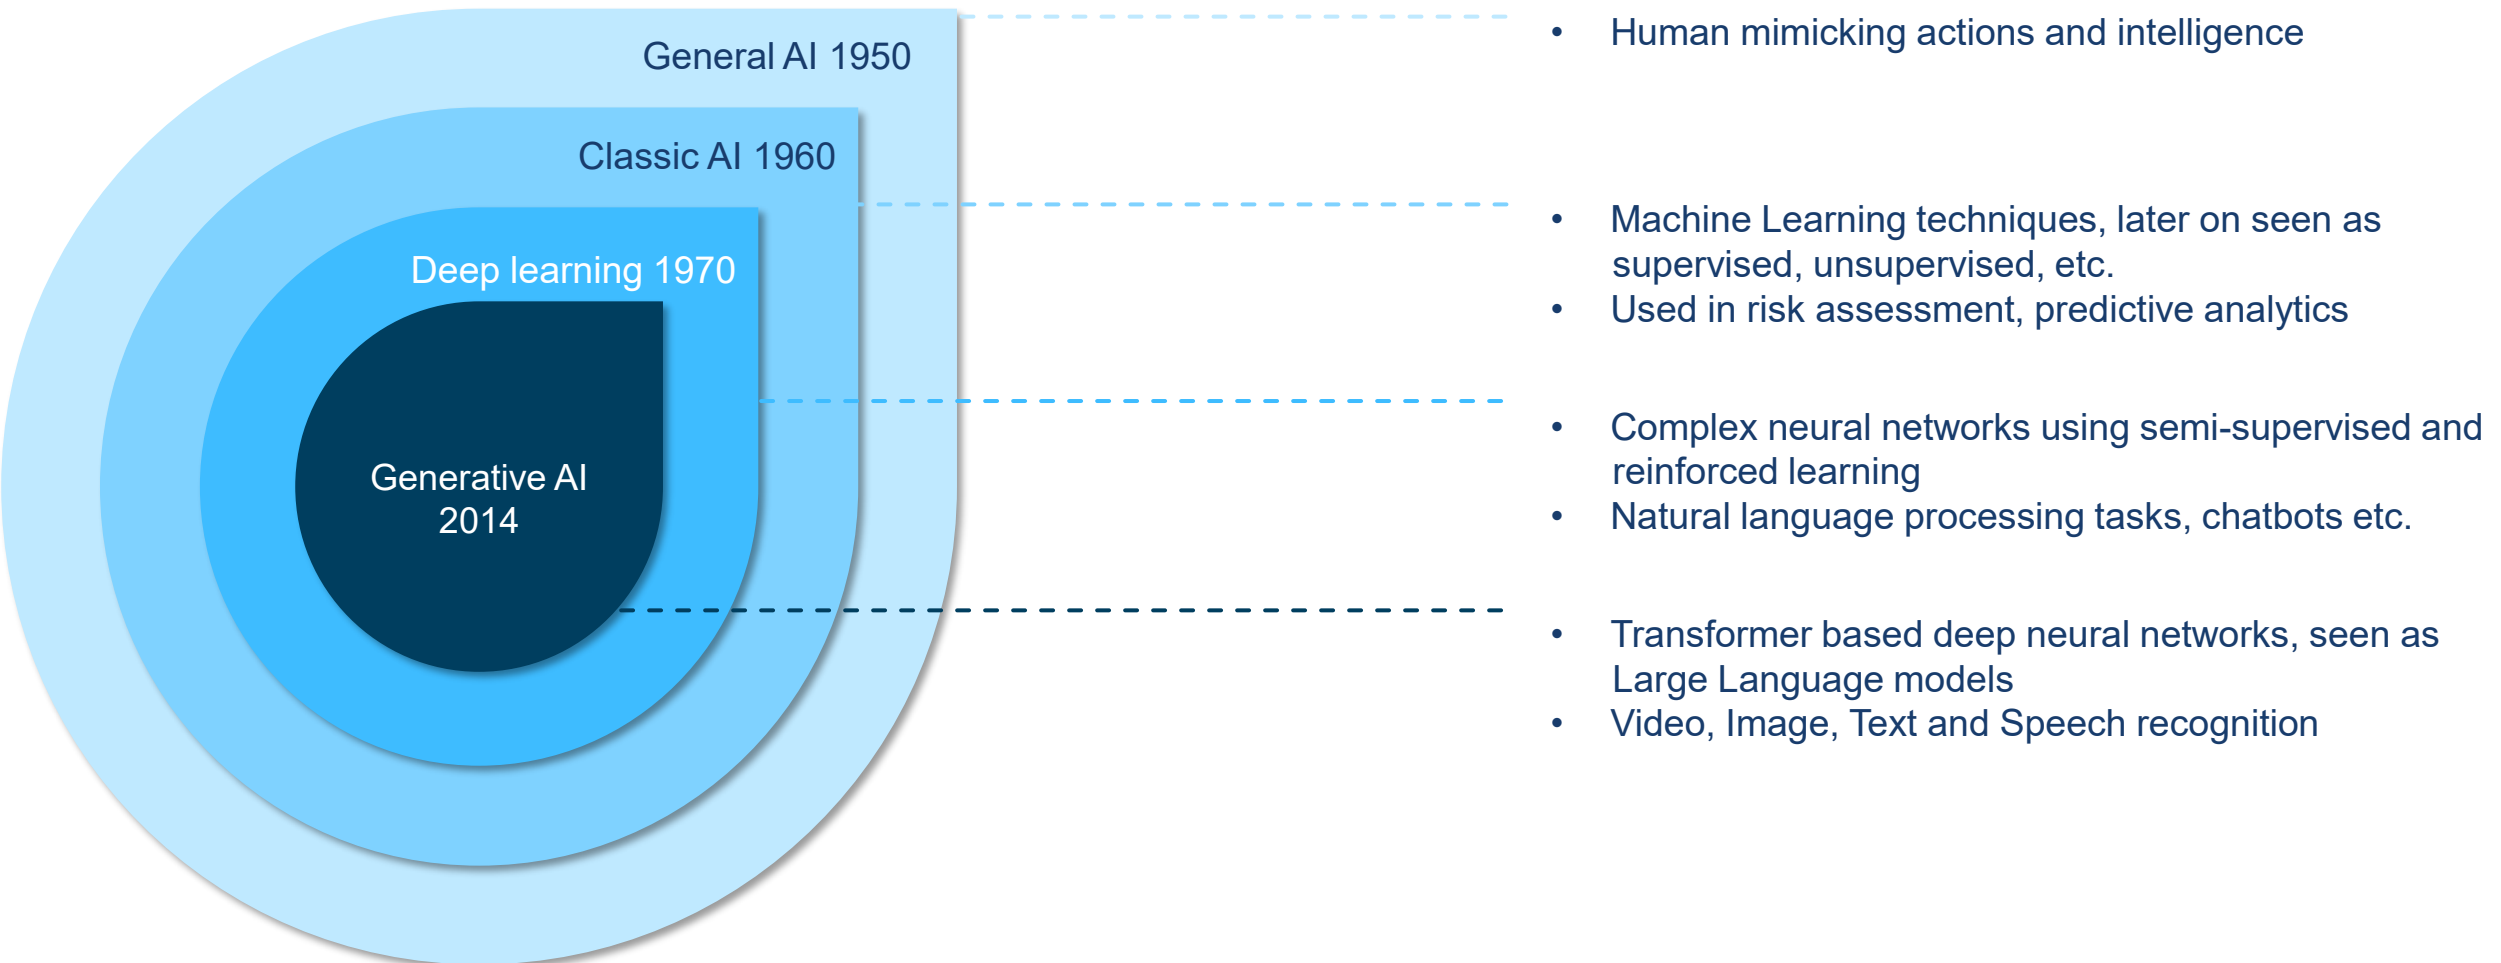 General AI 1950
Classic AI 1960
Deep learning 1970
Generative AI
2014
• Human mimicking actions and intelligence
• Machine Learning techniques, later on seen as
supervised, unsupervised, etc.
• Used in risk assessment, predictive analytics
• Complex neural networks using semi-supervised and
reinforced learning
• Natural language processing tasks, chatbots etc.
• Transformer based deep neural networks, seen as
Large Language models
• Video, Image, Text and Speech recognition